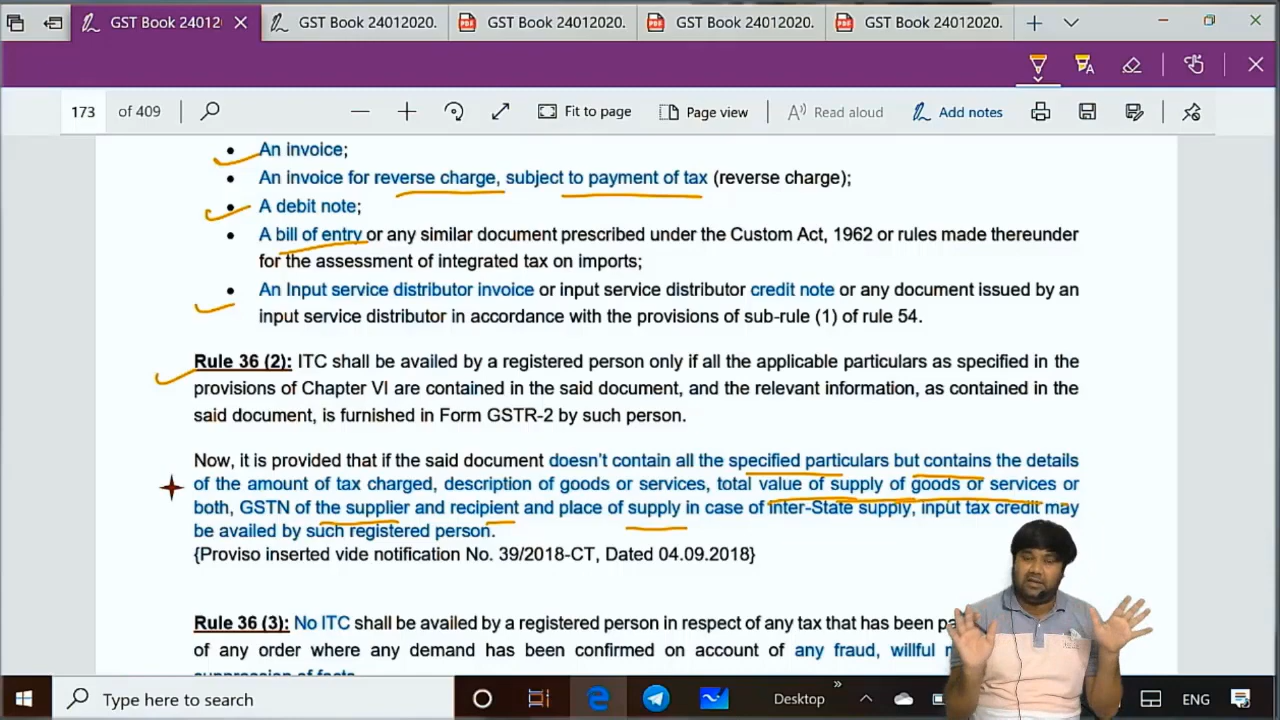 GST Book 2401202
GST Book 24012020.
GST Book 24012020.
GST Book 24012020.
GST Book 24012020.
173 of 409
Fit to page
Page view
Read aloud
Add notes
• An invoice;
• An invoice for reverse charge, subject to payment of tax (reverse charge);
• A debit note;
• A bill of entry or any similar document prescribed under the Custom Act, 1962 or rules made thereunder
for the assessment of integrated tax on imports;
• An Input service distributor invoice or input service distributor credit note or any document issued by an
input service distributor in accordance with the provisions of sub-rule (1) of rule 54.
Rule 36 (2): ITC shall be availed by a registered person only if all the applicable particulars as specified in the
provisions of Chapter VI are contained in the said document, and the relevant information, as contained in the
said document, is furnished in Form GSTR-2 by such person.
Now, it is provided that if the said document doesn't contain all the specified particulars but contains the details
of the amount of tax charged, description of goods or services, total value of supply of goods or services or
both, GSTN of the supplier and recipient and place of supply in case of inter-State supply, input tax credit may
be availed by such registered person.
{Proviso inserted vide notification No. 39/2018-CT, Dated 04.09.2018}
Rule 36 (3): No ITC shall be availed by a registered person in respect of any tax that has been
of any order where any demand has been confirmed on account of any fraud, willful
suppression of facts
Type here to search
Desktop
ENG